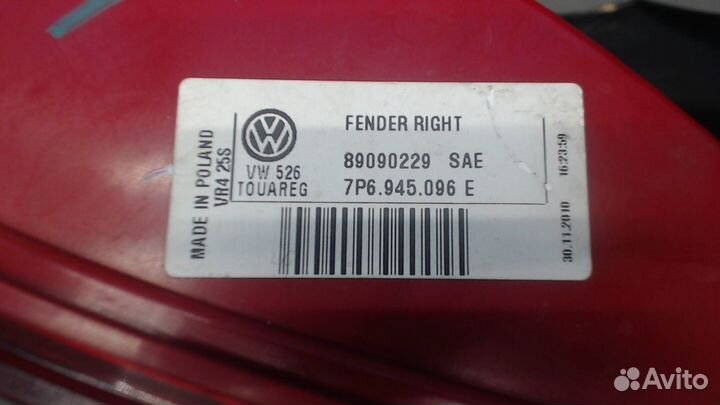 FENDER RIGHT
89090229 SAE
7P6.945.096 E
VW
VW 526
TOUAREG
MADE IN POLAND
VR4 25S
30.11.2010 16:23:59
Avito